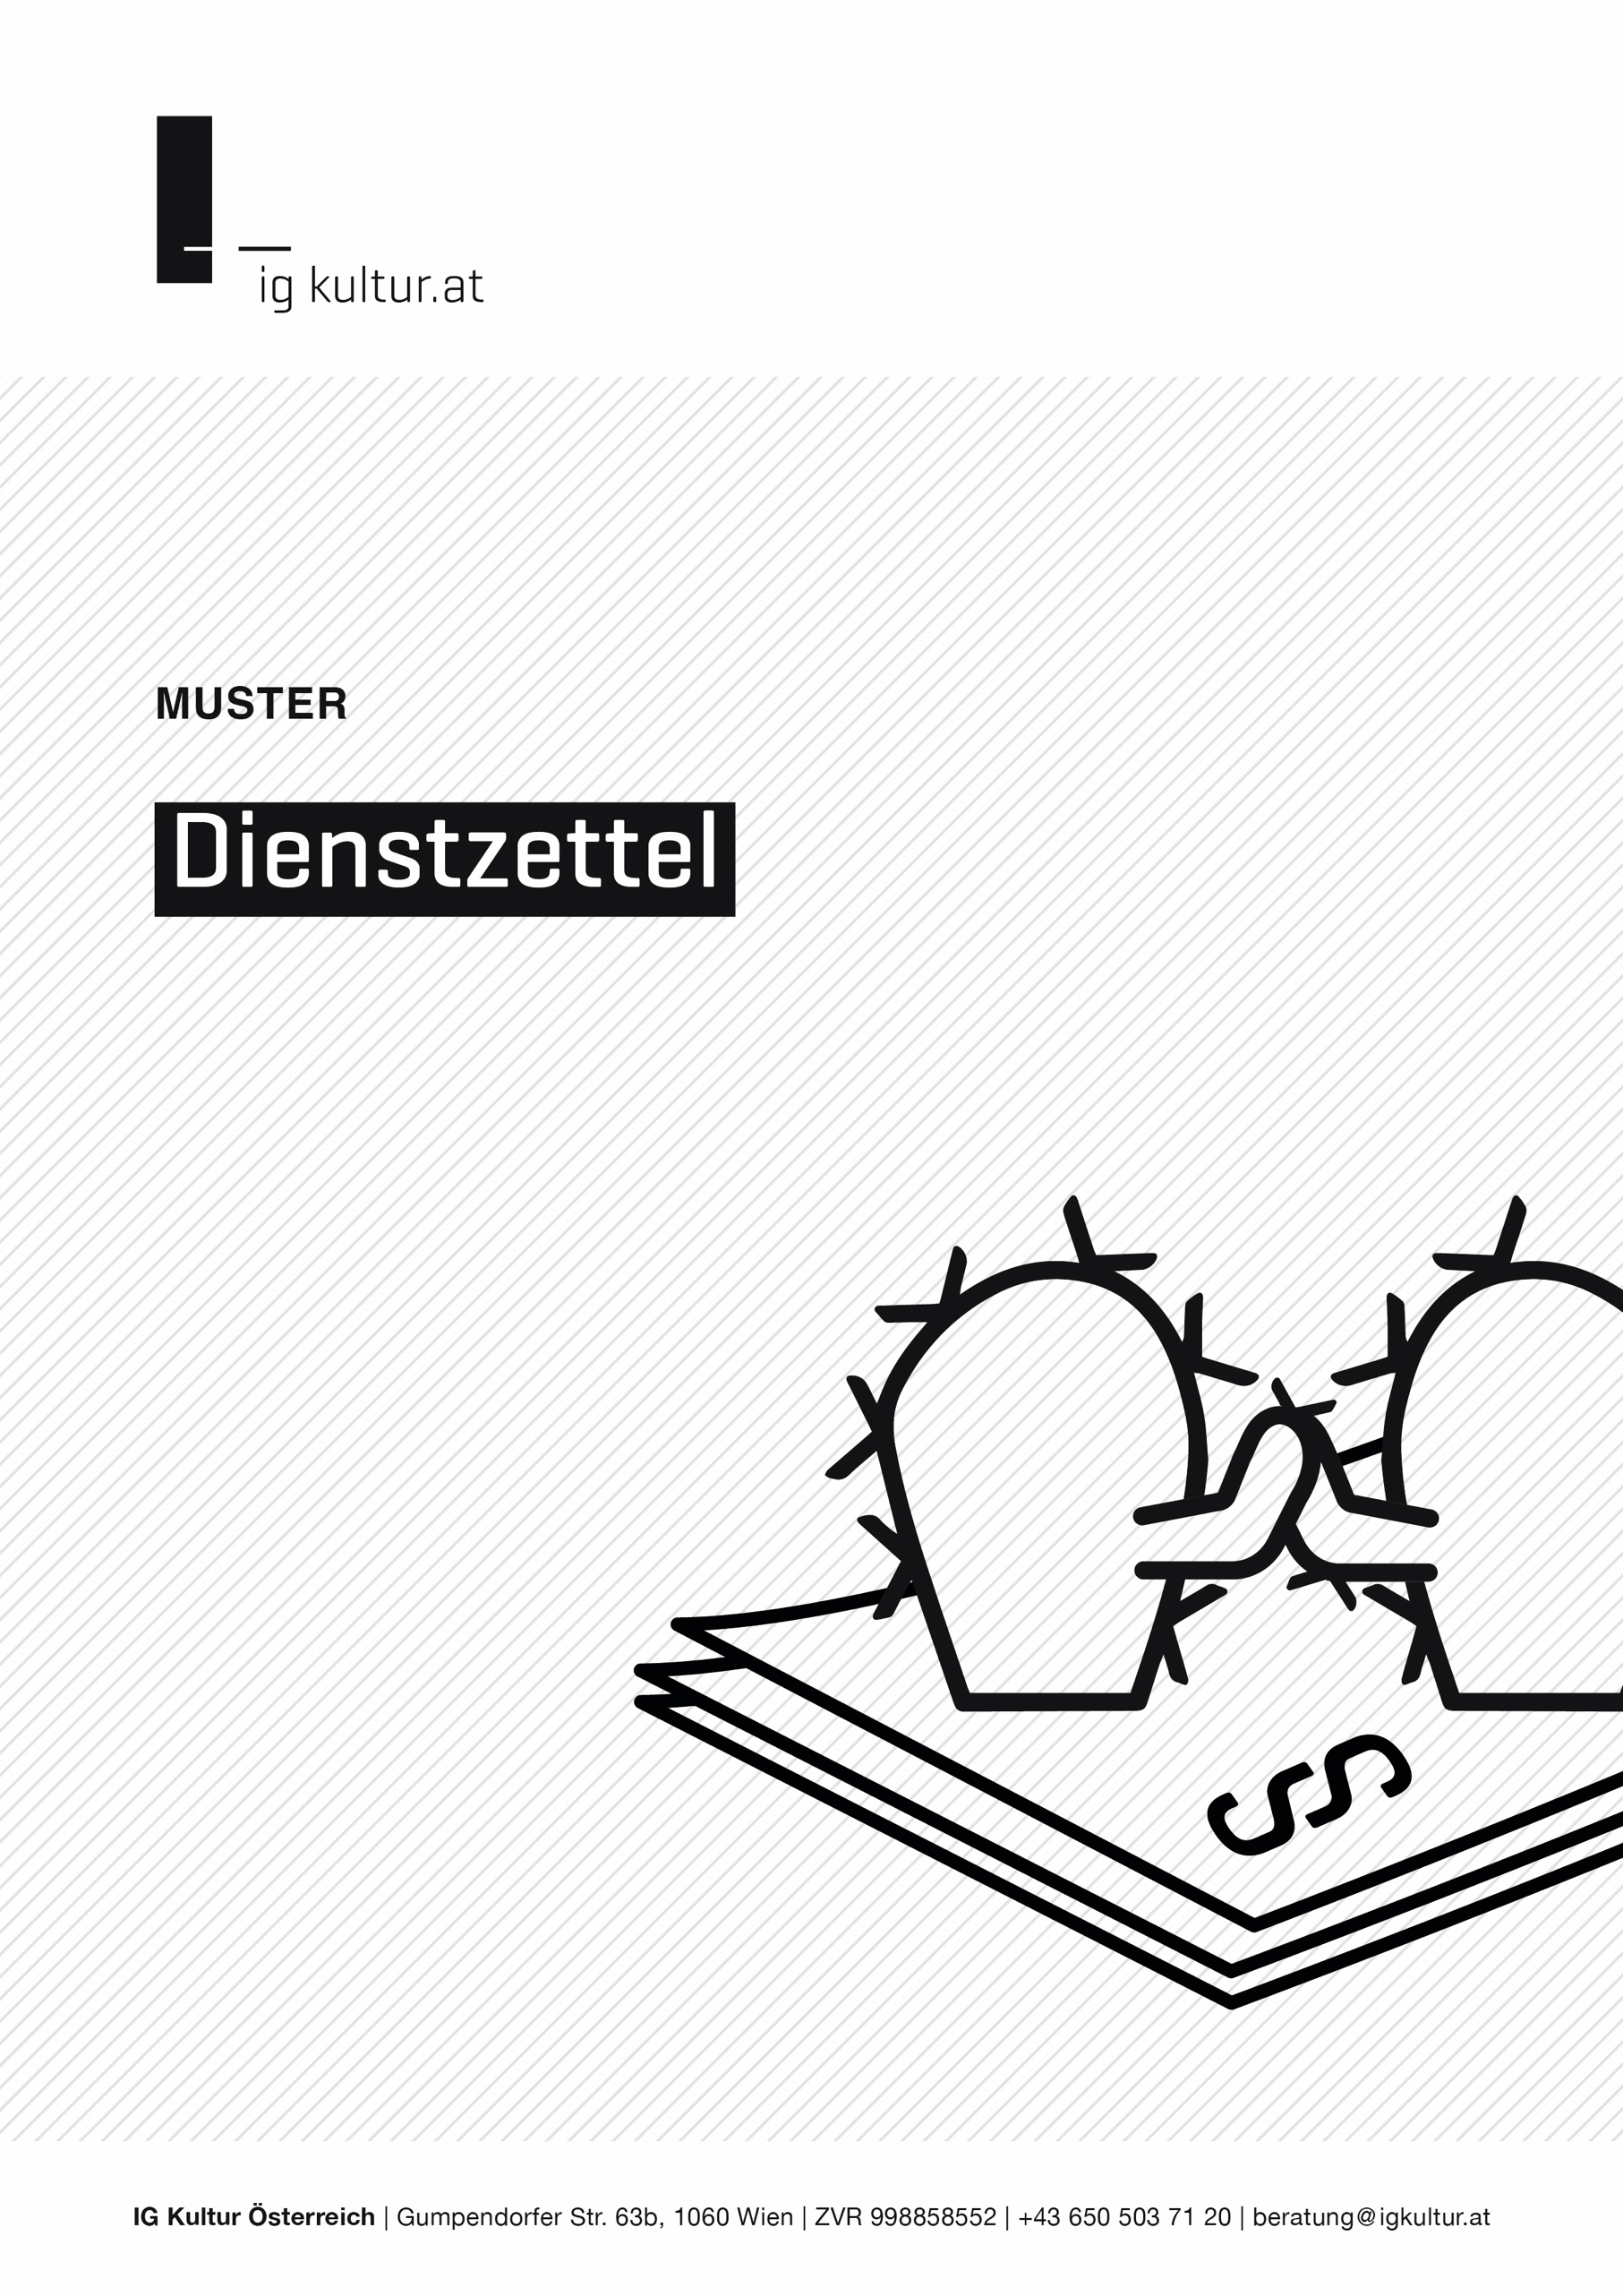 ig kultur.at
MUSTER
Dienstzettel
§
IG Kultur Österreich | Gumpendorfer Str. 63b, 1060 Wien | ZVR 998858552 | +43 650 503 71 20 | beratung@igkultur.at